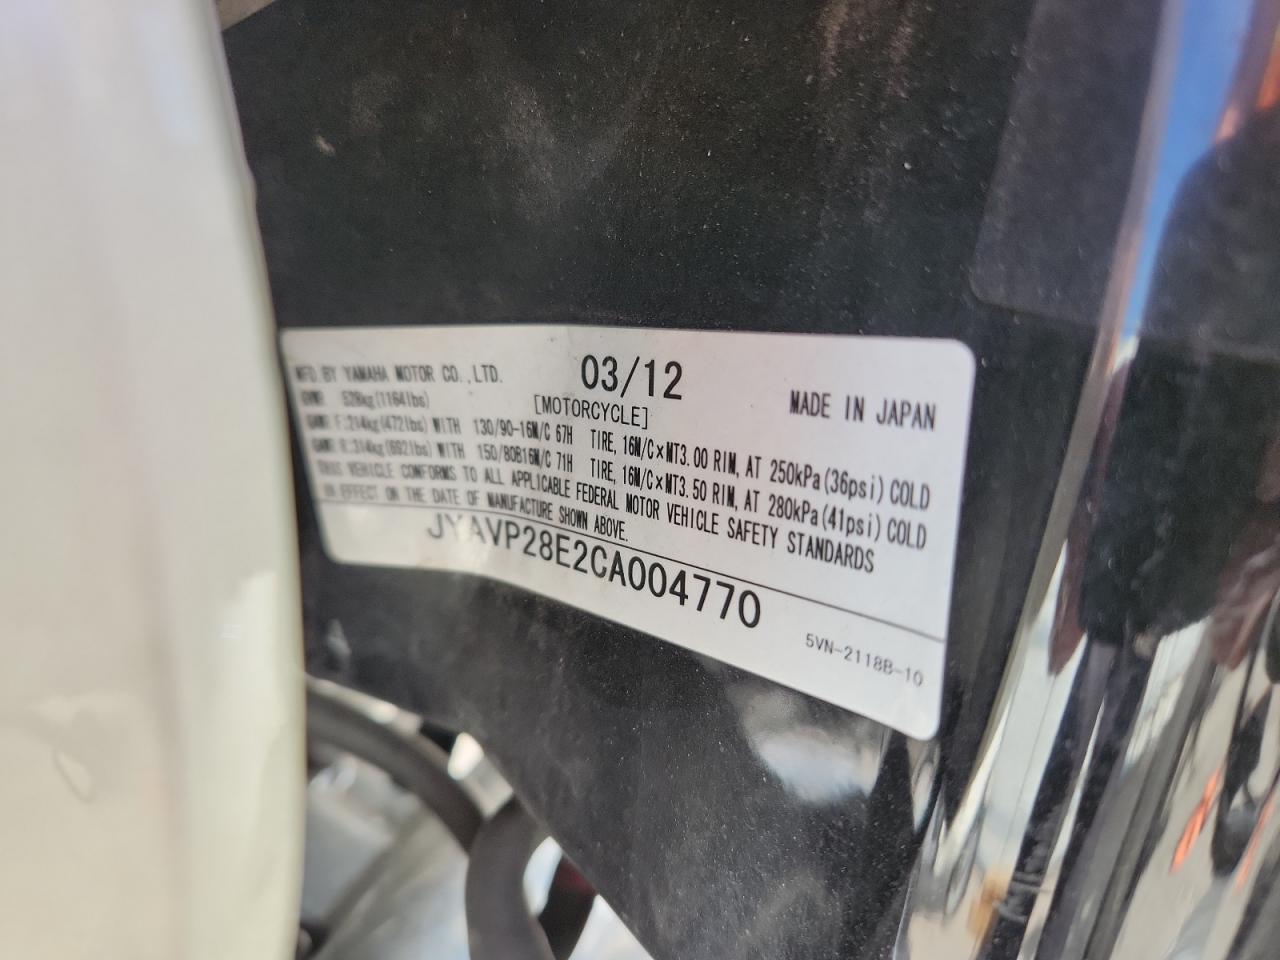 MFD. BY YAMAHA MOTOR CO.,LTD. 03/12 MADE IN JAPAN
GVWR 528kg(1164lbs) [MOTORCYCLE]
GAWR F:214kg(472lbs) WITH 130/90-16M/C 67H TIRE, 16M/C×MT3.00 RIM, AT 250kPa(36psi) COLD
GAWR R:314kg(692lbs) WITH 150/80B16M/C 71H TIRE, 16M/C×MT3.50 RIM, AT 280kPa(41psi) COLD
THIS VEHICLE CONFORMS TO ALL APPLICABLE FEDERAL MOTOR VEHICLE SAFETY STANDARDS
IN EFFECT ON THE DATE OF MANUFACTURE SHOWN ABOVE.
JYAVP28E2CA004770
5VN-2118B-10